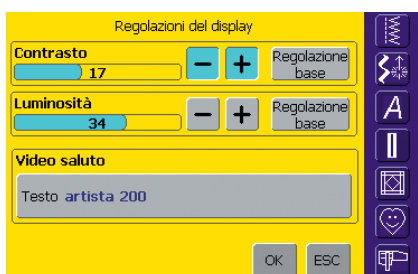 Regolazioni del display
Contrasto
17
− +
Regolazione
base
Luminosità
34
− +
Regolazione
base
Video saluto
Testo artista 200
OK ESC
A